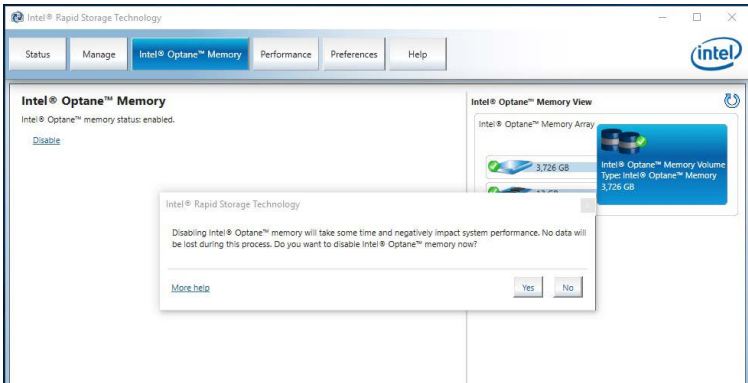 Intel® Rapid Storage Technology
Status
Manage
Intel® Optane™ Memory
Performance
Preferences
Help
intel
Intel® Optane™ Memory
Intel® Optane™ memory status: enabled.
Disable
Intel® Optane™ Memory View
Intel® Optane™ Memory Array
3,726 GB
Intel® Optane™ Memory Volume
Type: Intel® Optane™ Memory
3,726 GB
Intel® Rapid Storage Technology
Disabling Intel® Optane™ memory will take some time and negatively impact system performance. No data will
be lost during this process. Do you want to disable Intel® Optane™ memory now?
More help
Yes
No